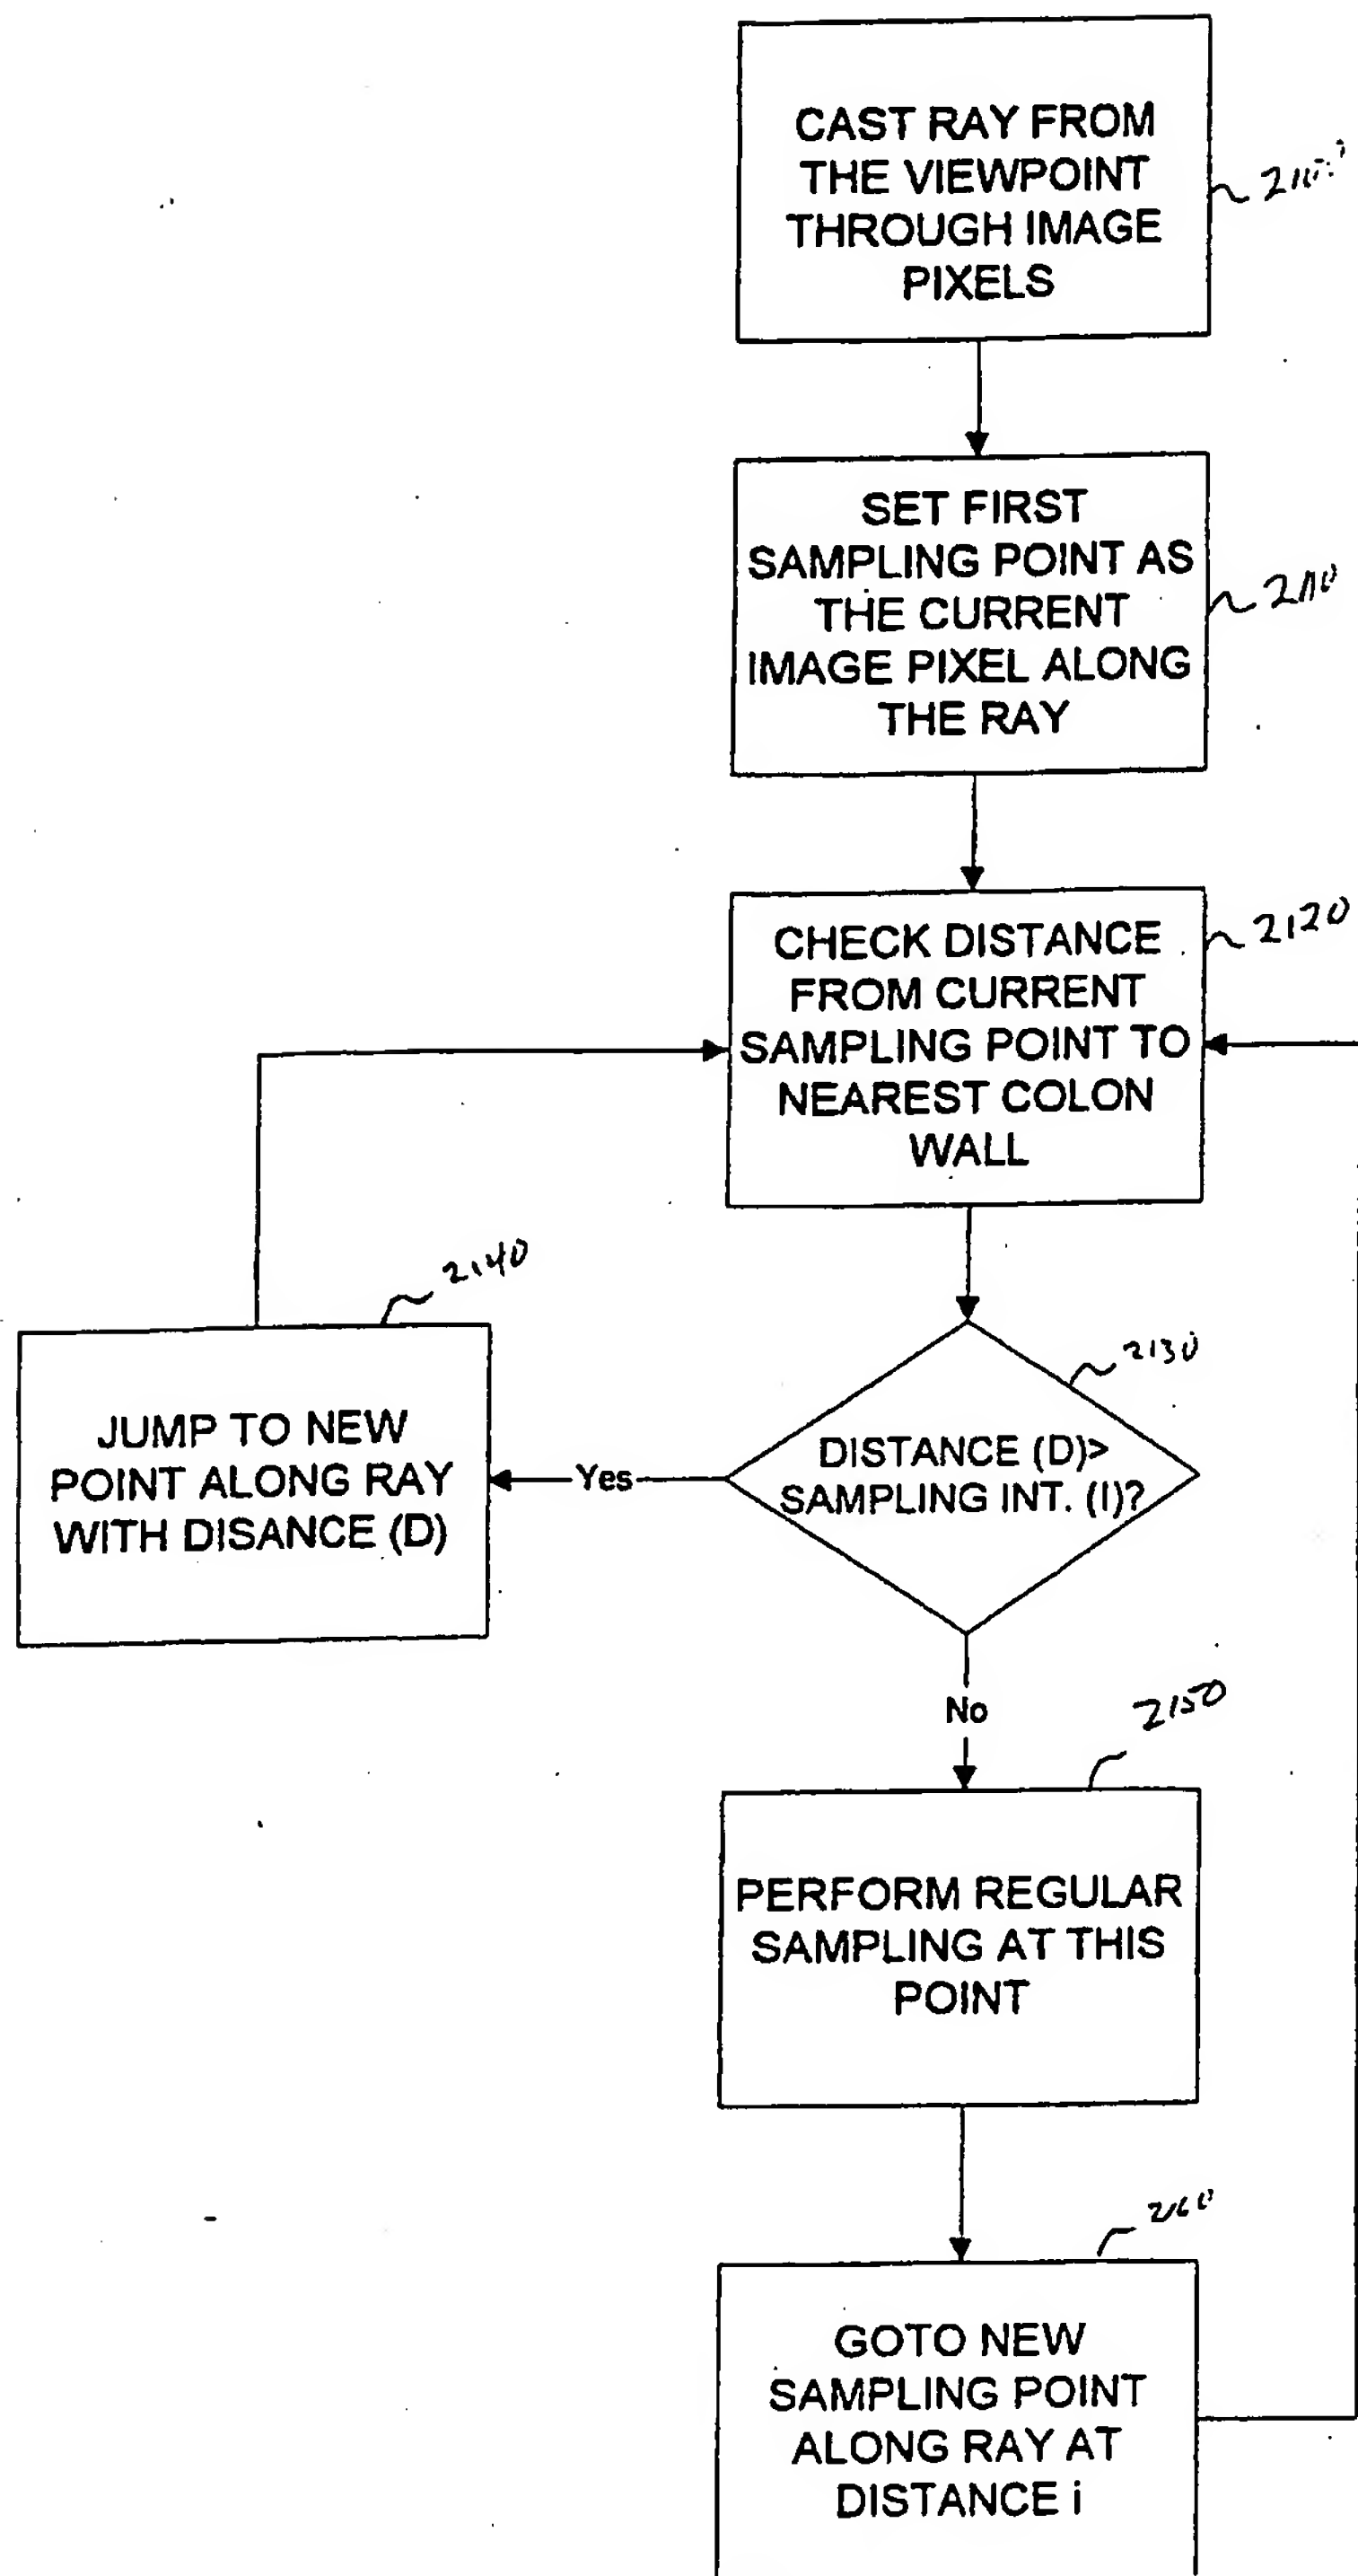 CAST RAY FROM
THE VIEWPOINT
THROUGH IMAGE
PIXELS
SET FIRST
SAMPLING POINT AS
THE CURRENT
IMAGE PIXEL ALONG
THE RAY
2110
CHECK DISTANCE
FROM CURRENT
SAMPLING POINT TO
NEAREST COLON
WALL
2120
2140
JUMP TO NEW
POINT ALONG RAY
WITH DISANCE (D)
2130
DISTANCE (D)>
SAMPLING INT. (I)?
Yes
No
2150
PERFORM REGULAR
SAMPLING AT THIS
POINT
GOTO NEW
SAMPLING POINT
ALONG RAY AT
DISTANCE i